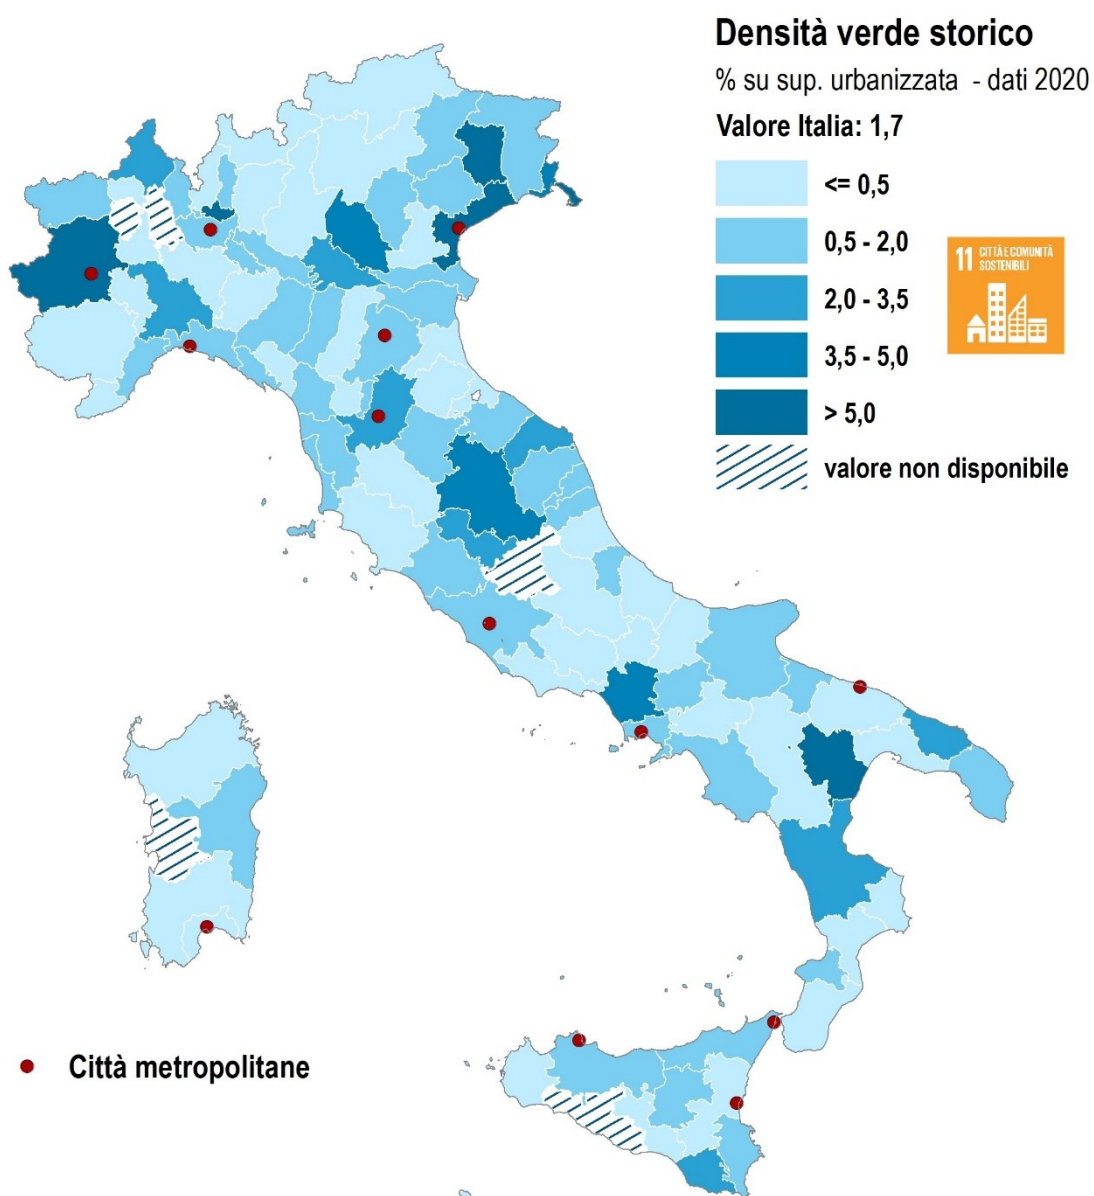 Densità verde storico
% su sup. urbanizzata - dati 2020
Valore Italia: 1,7
<= 0,5
0,5 - 2,0
2,0 - 3,5
3,5 - 5,0
> 5,0
valore non disponibile
11 CITTÀ E COMUNITÀ
SOSTENIBILI
Città metropolitane